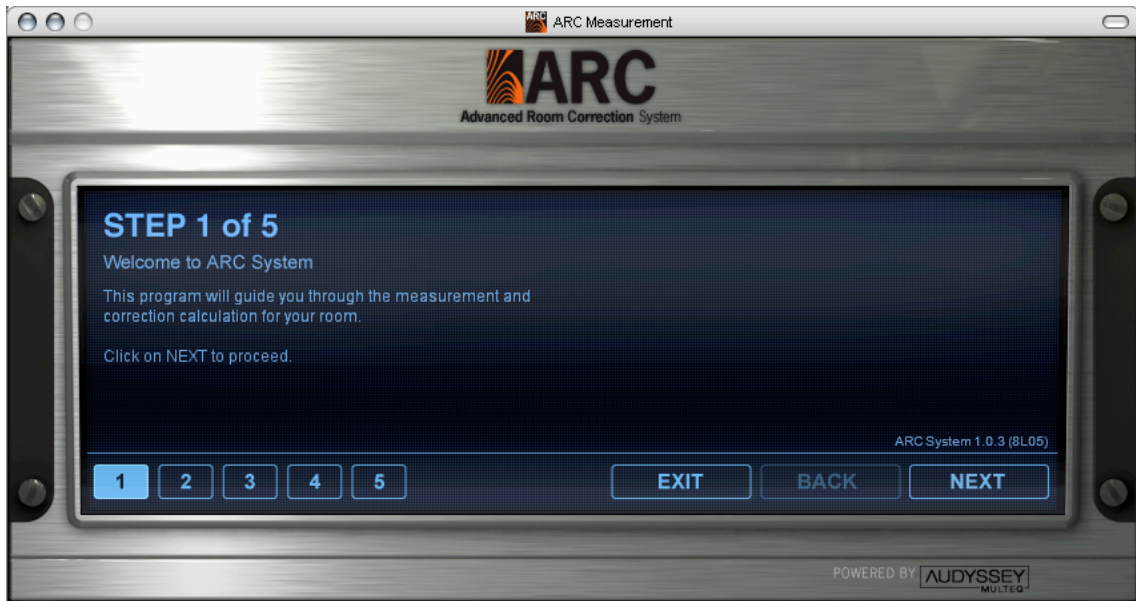 ARC Measurement
ARC
Advanced Room Correction System
STEP 1 of 5
Welcome to ARC System
This program will guide you through the measurement and
correction calculation for your room.
Click on NEXT to proceed.
ARC System 1.0.3 (8L05)
1 2 3 4 5 EXIT BACK NEXT
POWERED BY AUDYSSEY
MULTEQ